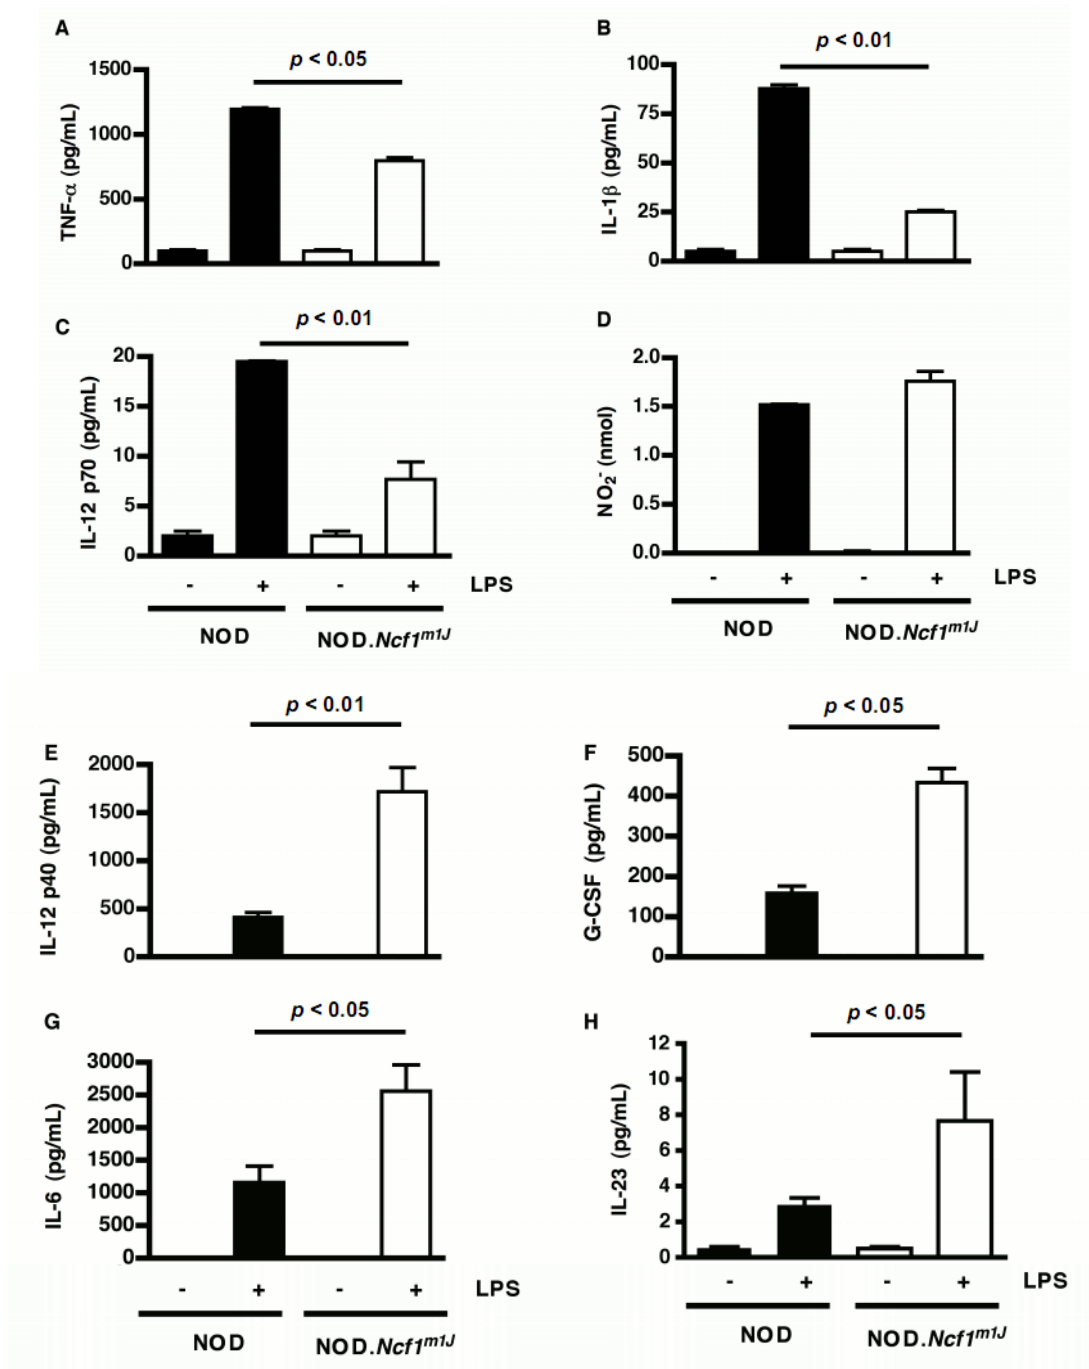 A
p < 0.05
TNF-α (pg/mL)
1500
1000
500
0
B
p < 0.01
IL-1β (pg/mL)
100
75
50
25
0
C
p < 0.01
IL-12 p70 (pg/mL)
20
15
10
5
0
- + - + LPS
NOD NOD.Ncf1m1J
D
NO2- (nmol)
2.0
1.5
1.0
0.5
0.0
- + - + LPS
NOD NOD.Ncf1m1J
E
p < 0.01
IL-12 p40 (pg/mL)
2000
1500
1000
500
0
F
p < 0.05
G-CSF (pg/mL)
500
400
300
200
100
0
G
p < 0.05
IL-6 (pg/mL)
3000
2500
2000
1500
1000
500
0
- + - + LPS
NOD NOD.Ncf1m1J
H
p < 0.05
IL-23 (pg/mL)
12
10
8
6
4
2
0
- + - + LPS
NOD NOD.Ncf1m1J